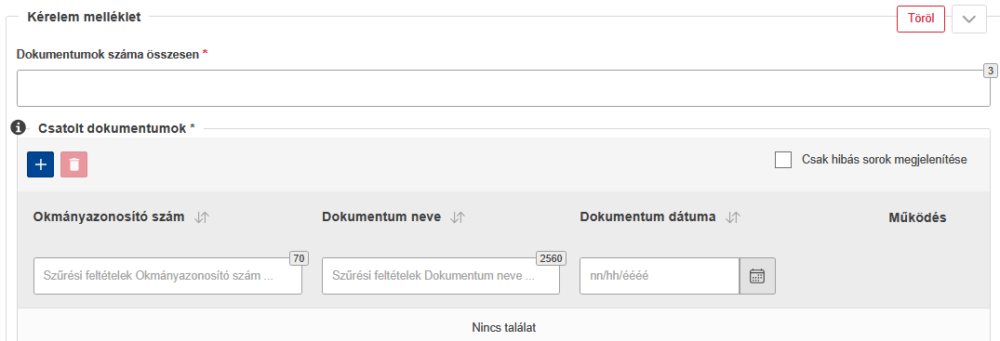 Kérelem melléklet
Töröl
Dokumentumok száma összesen *
3
Csatolt dokumentumok *
Csak hibás sorok megjelenítése
Okmányazonosító szám
Dokumentum neve
Dokumentum dátuma
Működés
70
2560
Szűrési feltételek Okmányazonosító szám ...
Szűrési feltételek Dokumentum neve ...
nn/hh/éééé
Nincs találat